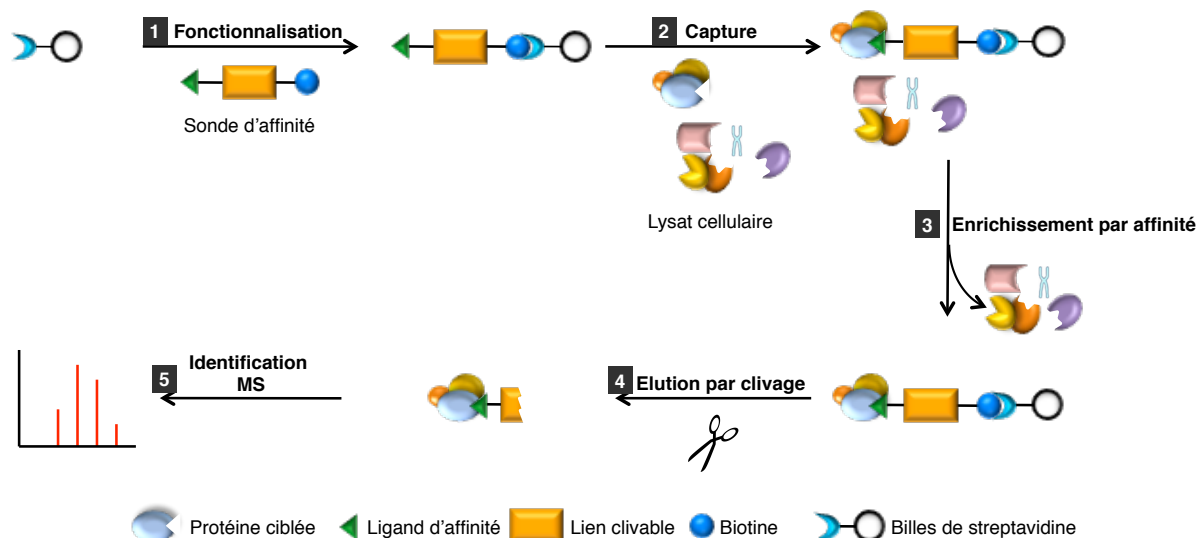 1 Fonctionnalisation
Sonde d'affinité
2 Capture
Lysat cellulaire
3 Enrichissement par affinité
4 Elution par clivage
5 Identification
MS
Protéine ciblée Ligand d'affinité Lien clivable Biotine Billes de streptavidine